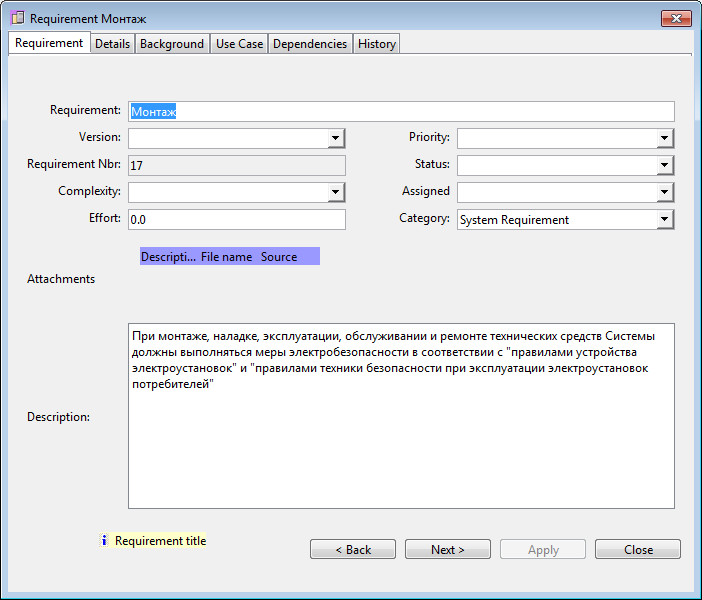 Requirement Монтаж
Requirement Details Background Use Case Dependencies History
Requirement: Монтаж
Version: Priority:
Requirement Nbr: 17 Status:
Complexity: Assigned
Effort: 0.0 Category: System Requirement
Descripti... File name Source
Attachments
При монтаже, наладке, эксплуатации, обслуживании и ремонте технических средств Системы
должны выполняться меры электробезопасности в соответствии с "правилами устройства
электроустановок" и "правилами техники безопасности при эксплуатации электроустановок
потребителей"
Description:
i Requirement title
< Back Next > Apply Close